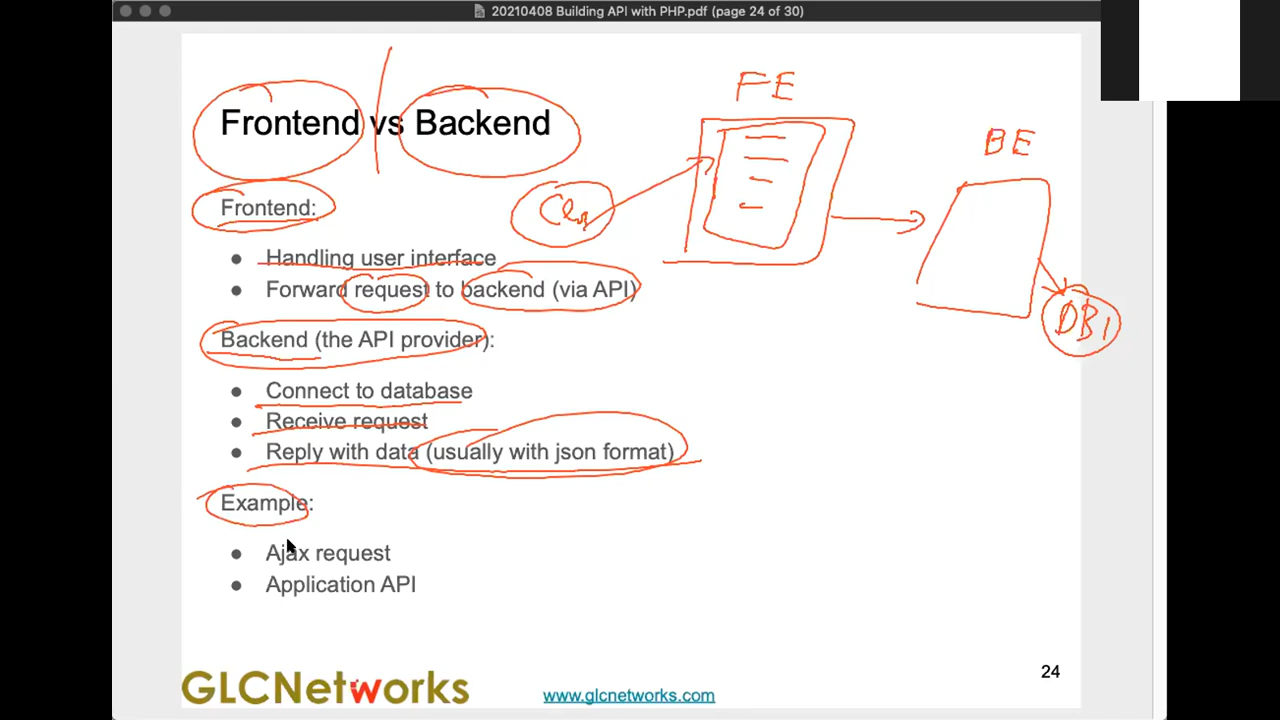 20210408 Building API with PHP.pdf (page 24 of 30)
FE
Frontend vs Backend
BE
Frontend:
● Handling user interface
● Forward request to backend (via API)
Backend (the API provider):
● Connect to database
● Receive request
● Reply with data (usually with json format)
Example:
● Ajax request
● Application API
24
GLCNetworks
www.glcnetworks.com